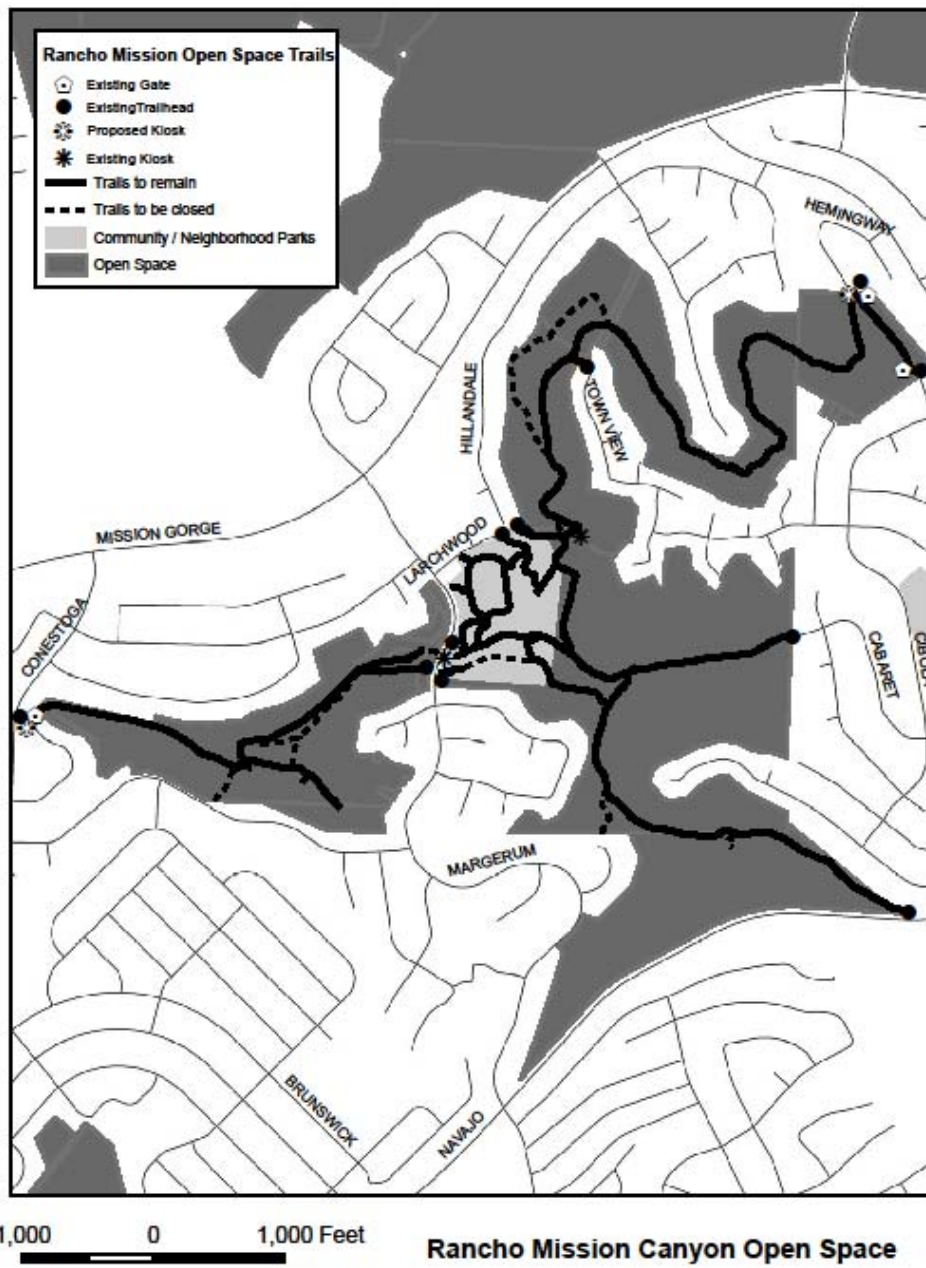 Rancho Mission Open Space Trails
Existing Gate
ExistingTrailhead
Proposed Kiosk
Existing Kiosk
Trails to remain
Trails to be closed
Community / Neighborhood Parks
Open Space
HEMINGWAY
HILLANDALE
TOWN VIEW
MISSION GORGE
LARCHWOOD
CONESTOGA
CABARET
MARGERUM
BRUNSWICK
NAVAJO
1,000 0 1,000 Feet
Rancho Mission Canyon Open Space